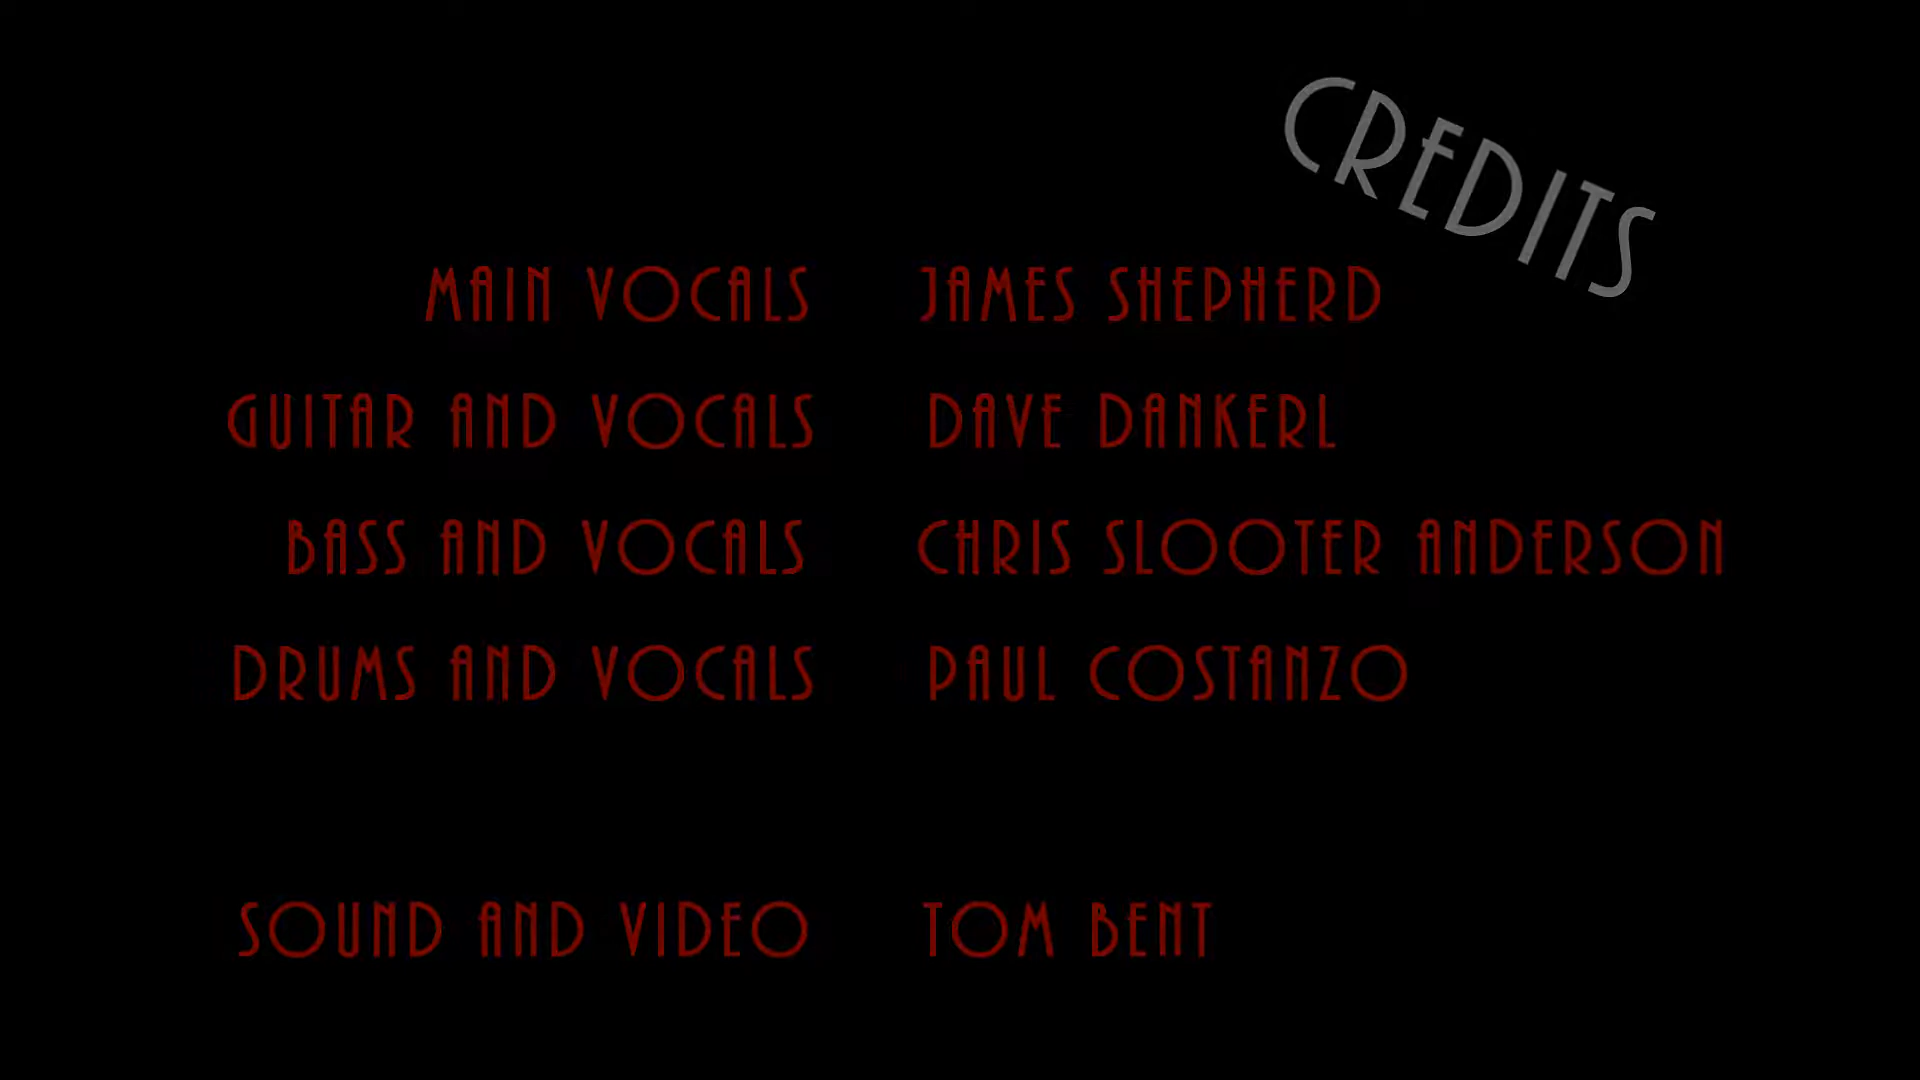 CREDITS
MAIN VOCALS JAMES SHEPHERD
GUITAR AND VOCALS DAVE DANKERL
BASS AND VOCALS CHRIS SLOOTER ANDERSON
DRUMS AND VOCALS PAUL COSTANZO
SOUND AND VIDEO TOM BENT